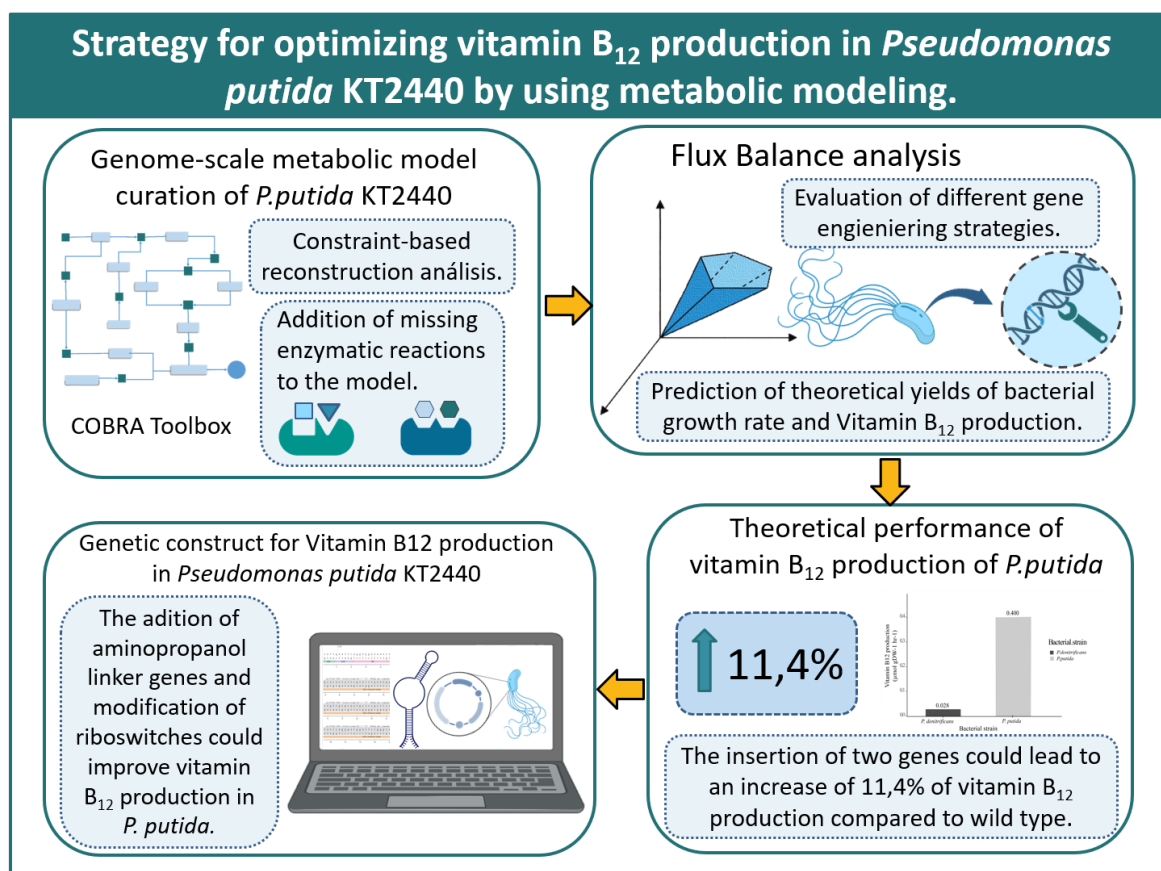 Strategy for optimizing vitamin B12 production in Pseudomonas
putida KT2440 by using metabolic modeling.
Genome-scale metabolic model
curation of P.putida KT2440
Constraint-based
reconstruction análisis.
Addition of missing
enzymatic reactions
to the model.
COBRA Toolbox
Flux Balance analysis
Evaluation of different gene
engieniering strategies.
Prediction of theoretical yields of bacterial
growth rate and Vitamin B12 production.
Theoretical performance of
vitamin B12 production of P.putida
11,4%
Vitamin B12 production
0.028
0.400
P. denitrificans
P. putida
Bacterial strain
Bacterial strain
P.denitrificans
P.putida
The insertion of two genes could lead to
an increase of 11,4% of vitamin B12
production compared to wild type.
Genetic construct for Vitamin B12 production
in Pseudomonas putida KT2440
The adition of
aminopropanol
linker genes and
modification of
riboswitches could
improve vitamin
B12 production in
P. putida.